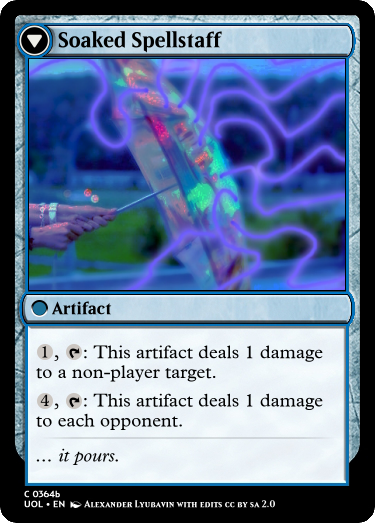 Soaked Spellstaff
Artifact
1, T: This artifact deals 1 damage
to a non-player target.
4, T: This artifact deals 1 damage
to each opponent.
… it pours.
C 0364b
UOL • EN Alexander Lyubavin with edits cc by sa 2.0